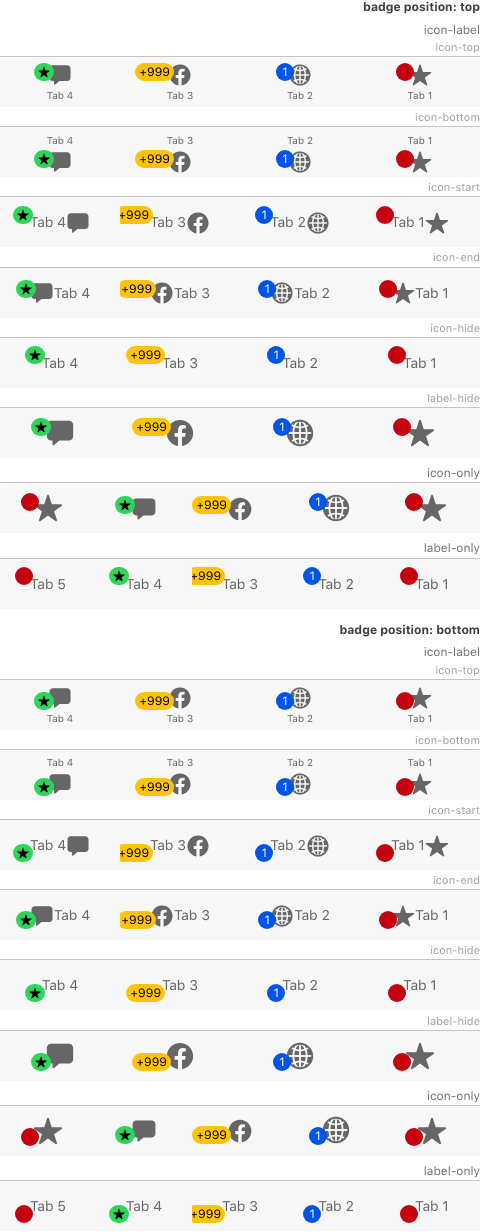 badge position: top
icon-label
icon-top
+999 1
Tab 4 Tab 3 Tab 2 Tab 1
icon-bottom
Tab 4 Tab 3 Tab 2 Tab 1
+999 1
icon-start
Tab 4 +999 Tab 3 1 Tab 2 Tab 1
icon-end
Tab 4 +999 Tab 3 1 Tab 2 Tab 1
icon-hide
Tab 4 +999 Tab 3 1 Tab 2 Tab 1
label-hide
+999 1
icon-only
+999 1
label-only
Tab 5 Tab 4 +999 Tab 3 1 Tab 2 Tab 1
badge position: bottom
icon-label
icon-top
+999 1
Tab 4 Tab 3 Tab 2 Tab 1
icon-bottom
Tab 4 Tab 3 Tab 2 Tab 1
+999 1
icon-start
Tab 4 +999 Tab 3 1 Tab 2 Tab 1
icon-end
Tab 4 +999 Tab 3 1 Tab 2 Tab 1
icon-hide
Tab 4 +999 Tab 3 1 Tab 2 Tab 1
label-hide
+999 1
icon-only
+999 1
label-only
Tab 5 Tab 4 +999 Tab 3 1 Tab 2 Tab 1